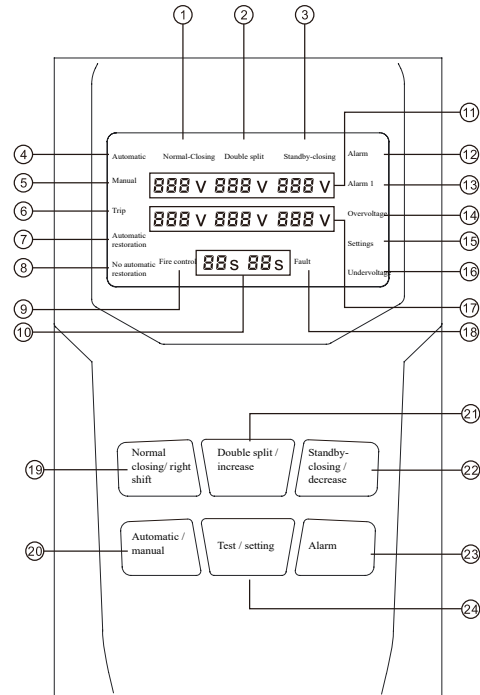 ① ② ③
④ Automatic Normal-Closing Double split Standby-closing Alarm ⑪ ⑫
⑤ Manual 888 V 888 V 888 V Alarm 1 ⑬
⑥ Trip 888 V 888 V 888 V Overvoltage ⑭
⑦ Automatic
restoration
Settings ⑮
⑧ No automatic
restoration
Fire control 88s 88s Fault
Undervoltage ⑯
⑨ ⑩ ⑰ ⑱
Normal
closing/ right
shift
Double split /
increase
Standby-
closing /
decrease
⑲ ㉑ ㉒
Automatic /
manual
Test / setting
Alarm
⑳ ㉓ ㉔